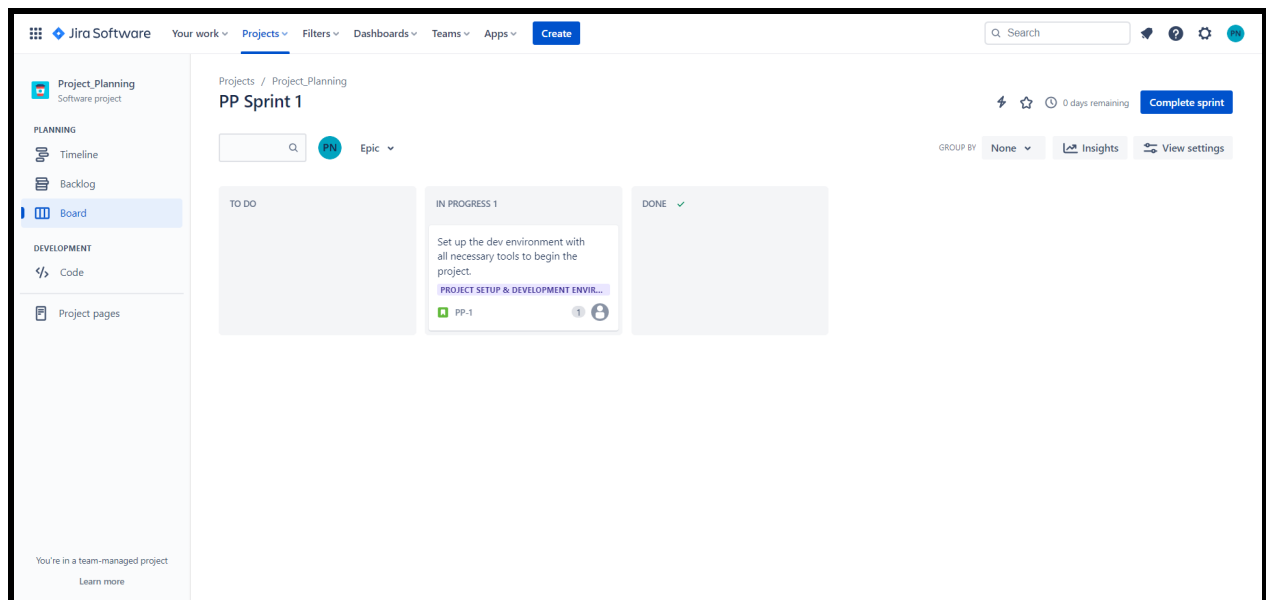 Jira Software Your work Projects Filters Dashboards Teams Apps Create Search PN
Project_Planning
Software project
PLANNING
Timeline
Backlog
Board
DEVELOPMENT
Code
Project pages
You're in a team-managed project
Learn more
Projects / Project_Planning
PP Sprint 1
0 days remaining Complete sprint
PN Epic GROUP BY None Insights View settings
TO DO
IN PROGRESS 1
Set up the dev environment with
all necessary tools to begin the
project.
PROJECT SETUP & DEVELOPMENT ENVIR...
PP-1 1
DONE